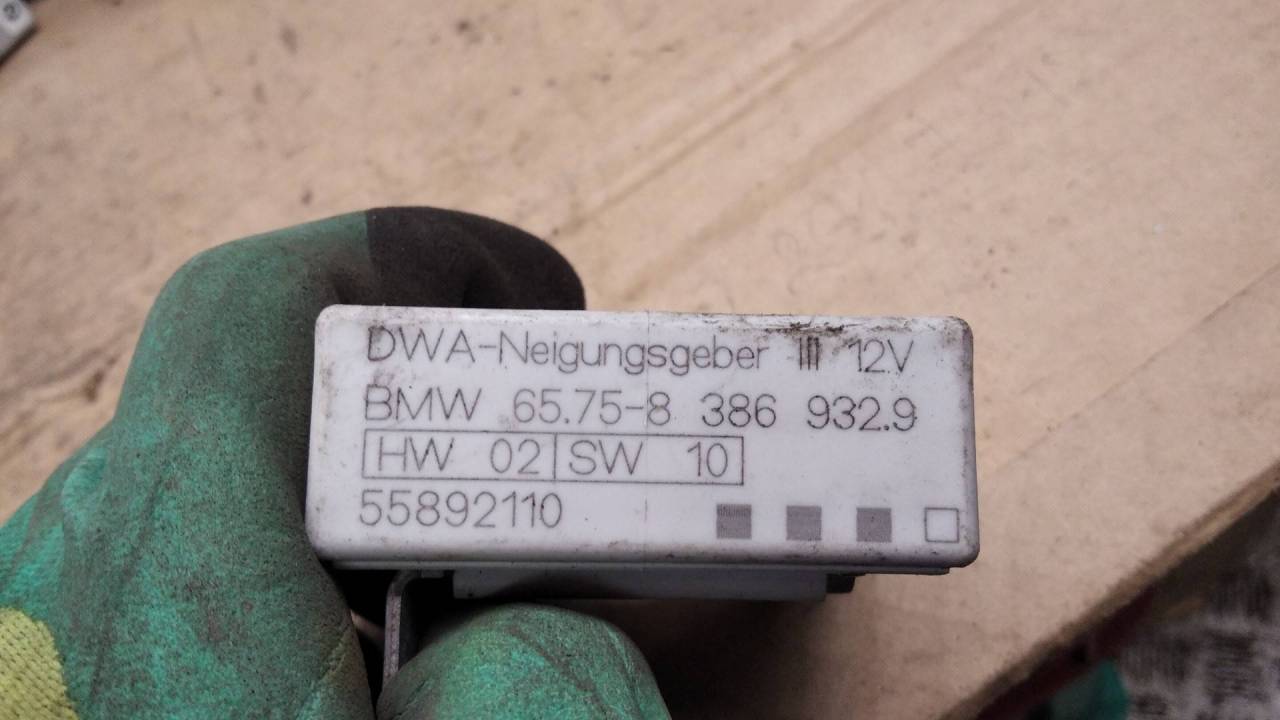 DWA-Neigungsgeber III 12V
BMW 65.75-8 386 932.9
HW 02 SW 10
55892110